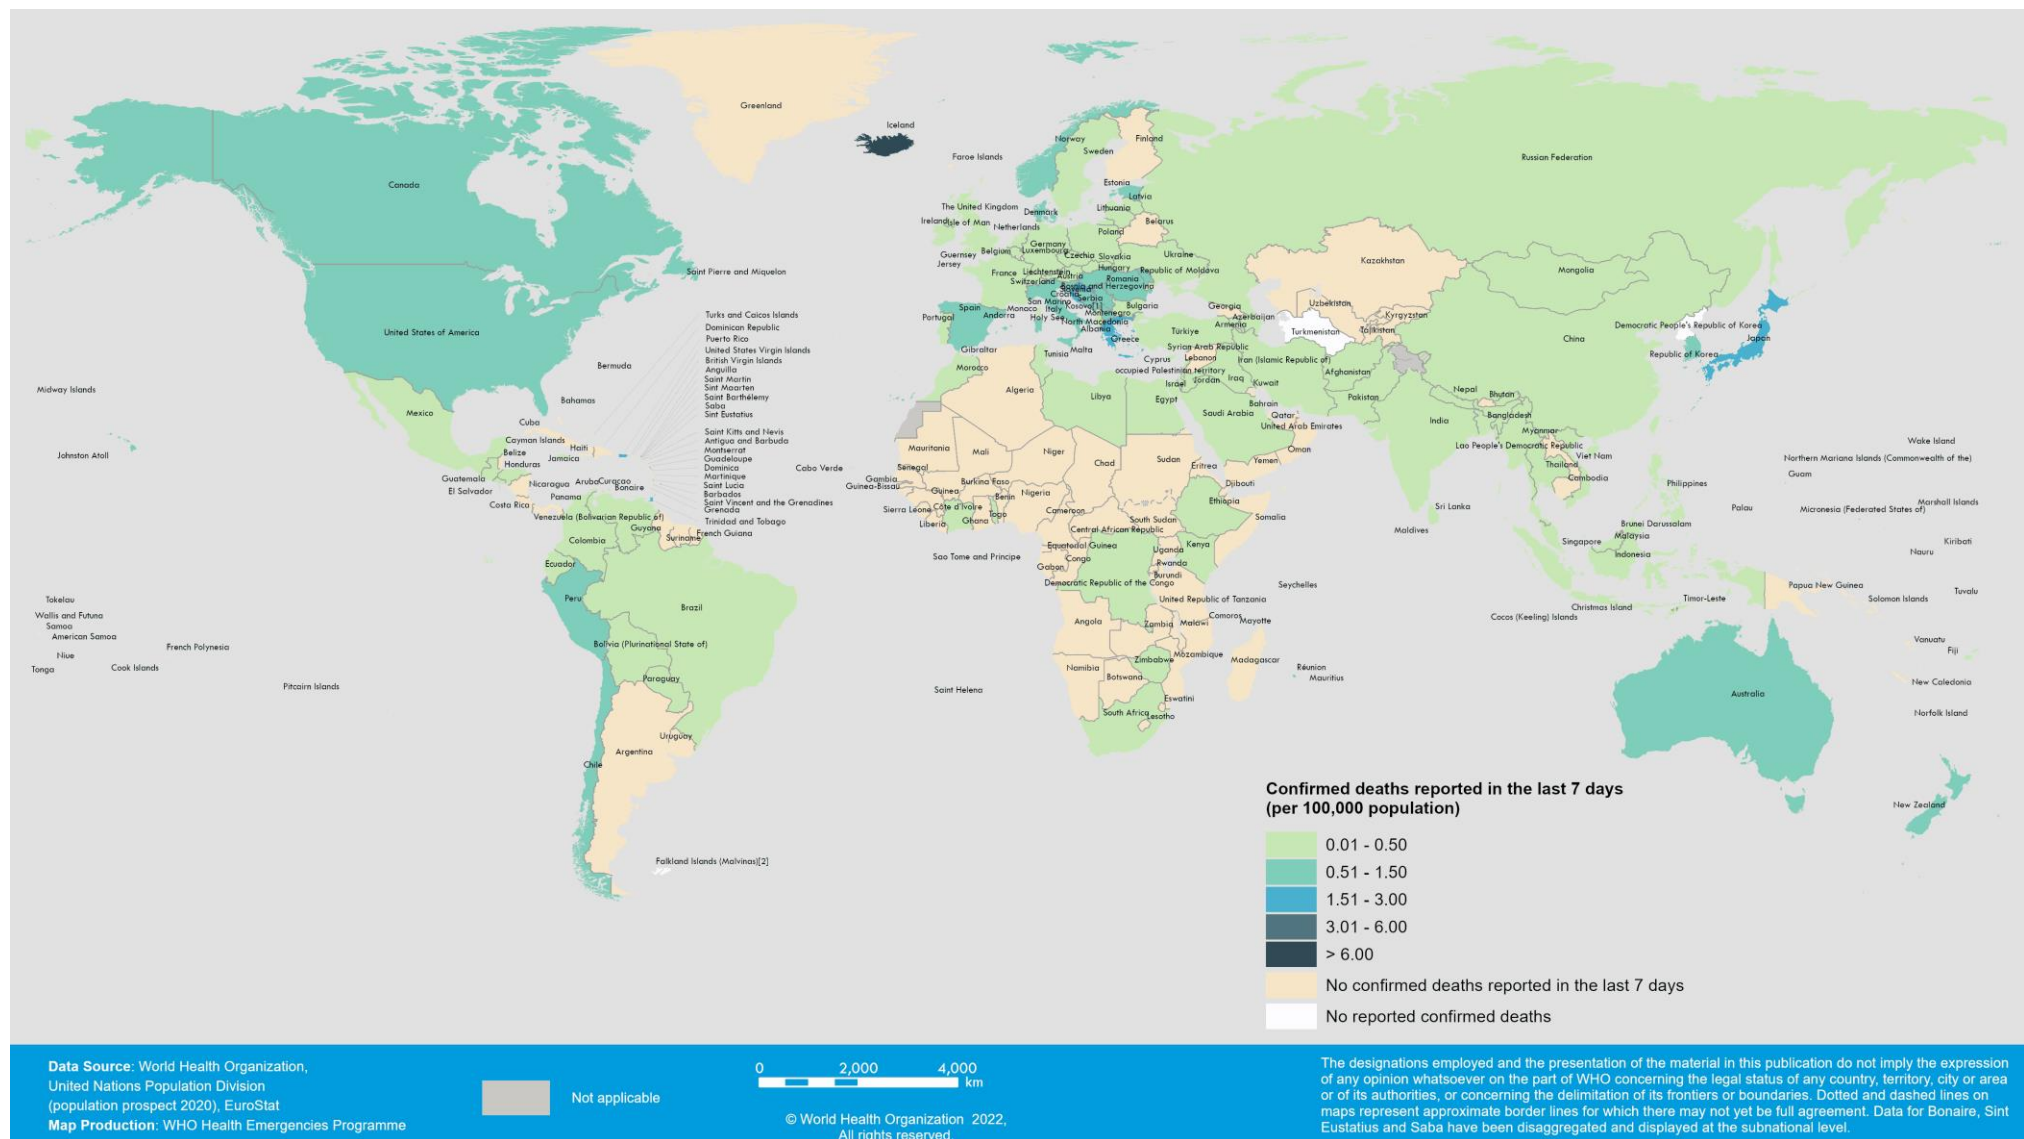 Greenland
Iceland
Faroe Islands
Norway
Sweden
Finland
Russian Federation
Canada
Estonia
Latvia
Lithuania
The United Kingdom
Denmark
Ireland
Isle of Man
Netherlands
Belarus
Poland
Germany
Guernsey
Belgium
Luxembourg
Czechia
Slovakia
Ukraine
Jersey
Kazakhstan
Mongolia
Saint Pierre and Miquelon
France
Liechtenstein
Austria
Hungary
Republic of Moldova
Switzerland
Romania
Bosnia and Herzegovina
Croatia
Serbia
San Marino
Kosovo[1]
Spain
Andorra
Monaco
Italy
Montenegro
Bulgaria
Georgia
Uzbekistan
Portugal
Holy See
North Macedonia
Azerbaijan
Kyrgyzstan
Armenia
Albania
Türkiye
Turkmenistan
Tajikistan
Democratic People's Republic of Korea
United States of America
Greece
China
Japan
Turks and Caicos Islands
Dominican Republic
Puerto Rico
United States Virgin Islands
British Virgin Islands
Anguilla
Saint Martin
Sint Maarten
Saint Barthélemy
Saba
Sint Eustatius
Saint Kitts and Nevis
Antigua and Barbuda
Montserrat
Guadeloupe
Dominica
Martinique
Saint Lucia
Barbados
Saint Vincent and the Grenadines
Grenada
Trinidad and Tobago
Gibraltar
Tunisia
Malta
Syrian Arab Republic
Cyprus
Lebanon
Iran (Islamic Republic of)
Republic of Korea
Bermuda
Morocco
occupied Palestinian territory
Afghanistan
Israel
Jordan
Iraq
Kuwait
Midway Islands
Algeria
Libya
Egypt
Pakistan
Nepal
Bhutan
Bahamas
Bahrain
Mexico
Saudi Arabia
Qatar
India
Bangladesh
Cuba
United Arab Emirates
Myanmar
Cayman Islands
Haiti
Mauritania
Mali
Niger
Oman
Lao People's Democratic Republic
Wake Island
Johnston Atoll
Belize
Jamaica
Honduras
Cabo Verde
Senegal
Chad
Sudan
Eritrea
Yemen
Thailand
Viet Nam
Northern Mariana Islands (Commonwealth of the)
Guam
Guatemala
El Salvador
Nicaragua
Aruba
Curaçao
Bonaire
Gambia
Guinea-Bissau
Burkina Faso
Guinea
Benin
Nigeria
Djibouti
Cambodia
Philippines
Costa Rica
Panama
Sierra Leone
Côte d'Ivoire
Togo
Cameroon
Ethiopia
Sri Lanka
Palau
Marshall Islands
Micronesia (Federated States of)
Venezuela (Bolivarian Republic of)
Liberia
Ghana
South Sudan
Somalia
Guyana
Suriname
French Guiana
Central African Republic
Maldives
Brunei Darussalam
Malaysia
Colombia
Equatorial Guinea
Uganda
Kenya
Singapore
Kiribati
Sao Tome and Principe
Congo
Gabon
Rwanda
Indonesia
Nauru
Ecuador
Burundi
Democratic Republic of the Congo
Seychelles
Papua New Guinea
Tuvalu
Tokelau
Peru
Brazil
United Republic of Tanzania
Christmas Island
Timor-Leste
Solomon Islands
Wallis and Futuna
Samoa
American Samoa
Angola
Zambia
Malawi
Comoros
Mayotte
Cocos (Keeling) Islands
French Polynesia
Bolivia (Plurinational State of)
Vanuatu
Fiji
Niue
Tonga
Cook Islands
Zimbabwe
Mozambique
Madagascar
Namibia
Botswana
Réunion
Mauritius
Pitcairn Islands
Paraguay
Saint Helena
Eswatini
New Caledonia
Australia
South Africa
Lesotho
Norfolk Island
Uruguay
Argentina
Chile
New Zealand
Falkland Islands (Malvinas)[2]
Confirmed deaths reported in the last 7 days
(per 100,000 population)
0.01 - 0.50
0.51 - 1.50
1.51 - 3.00
3.01 - 6.00
> 6.00
No confirmed deaths reported in the last 7 days
No reported confirmed deaths
Data Source: World Health Organization,
United Nations Population Division
(population prospect 2020), EuroStat
Map Production: WHO Health Emergencies Programme
Not applicable
0 2,000 4,000
km
© World Health Organization 2022,
All rights reserved.
The designations employed and the presentation of the material in this publication do not imply the expression
of any opinion whatsoever on the part of WHO concerning the legal status of any country, territory, city or area
or of its authorities, or concerning the delimitation of its frontiers or boundaries. Dotted and dashed lines on
maps represent approximate border lines for which there may not yet be full agreement. Data for Bonaire, Sint
Eustatius and Saba have been disaggregated and displayed at the subnational level.